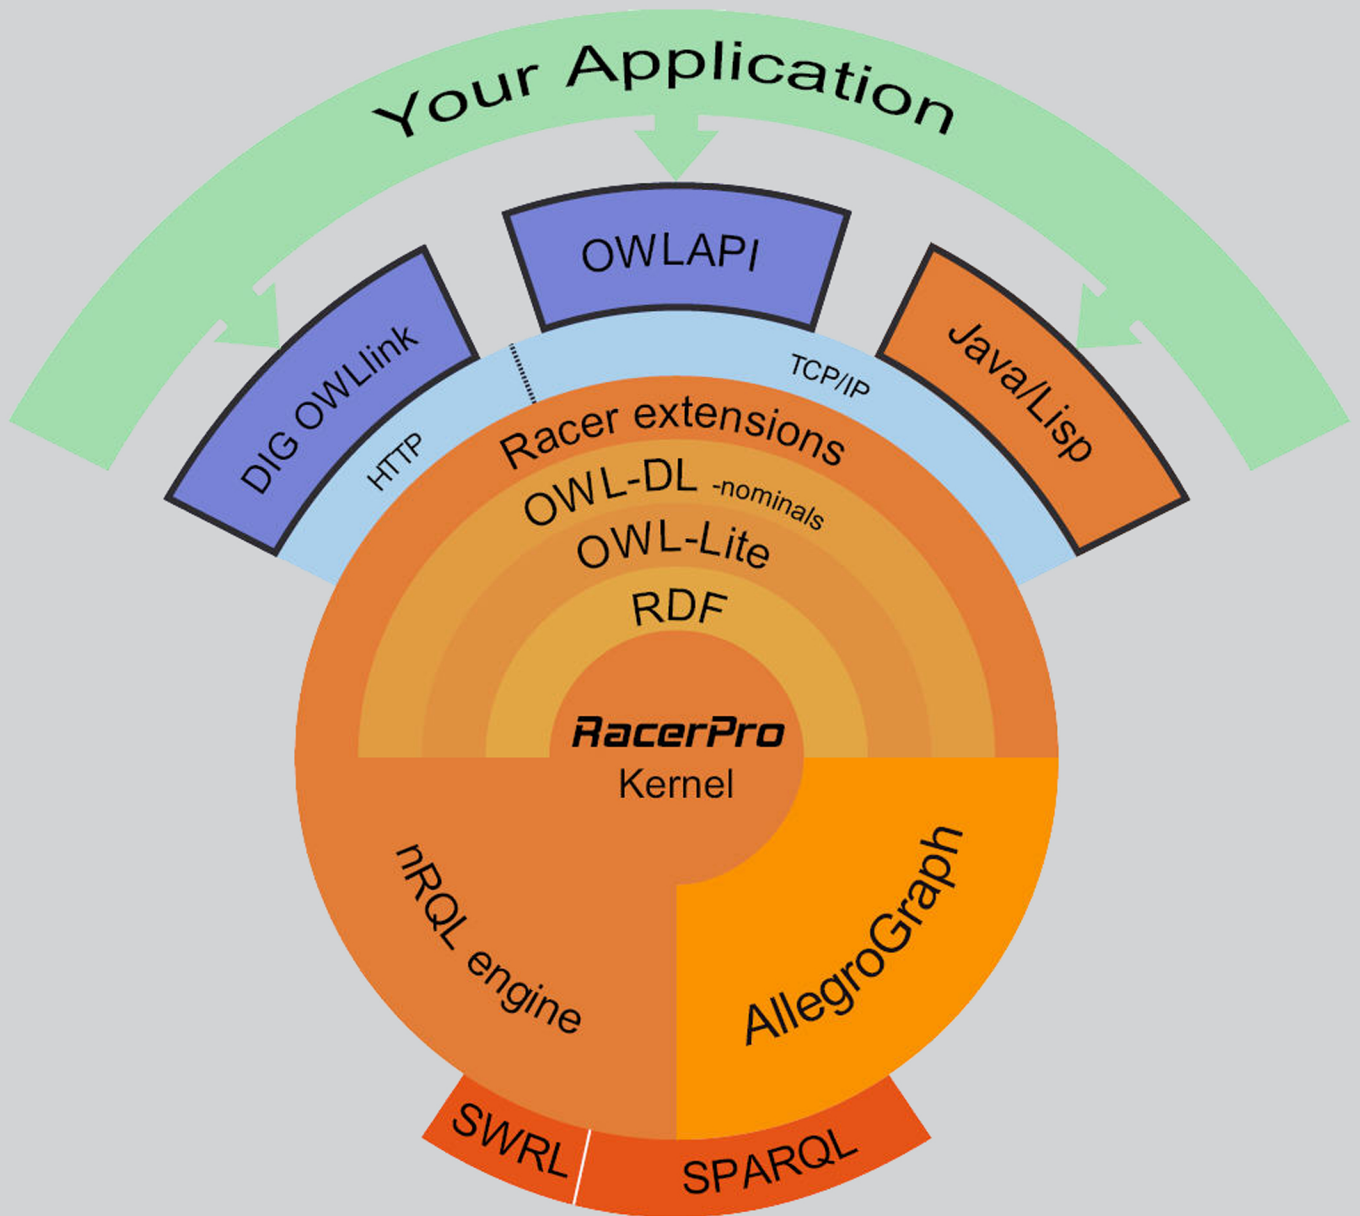 Your Application
OWLAPI
DIG OWLlink
Java/Lisp
HTTP
TCP/IP
Racer extensions
OWL-DL -nominals
OWL-Lite
RDF
RacerPro
Kernel
nRQL engine
AllegroGraph
SWRL
SPARQL